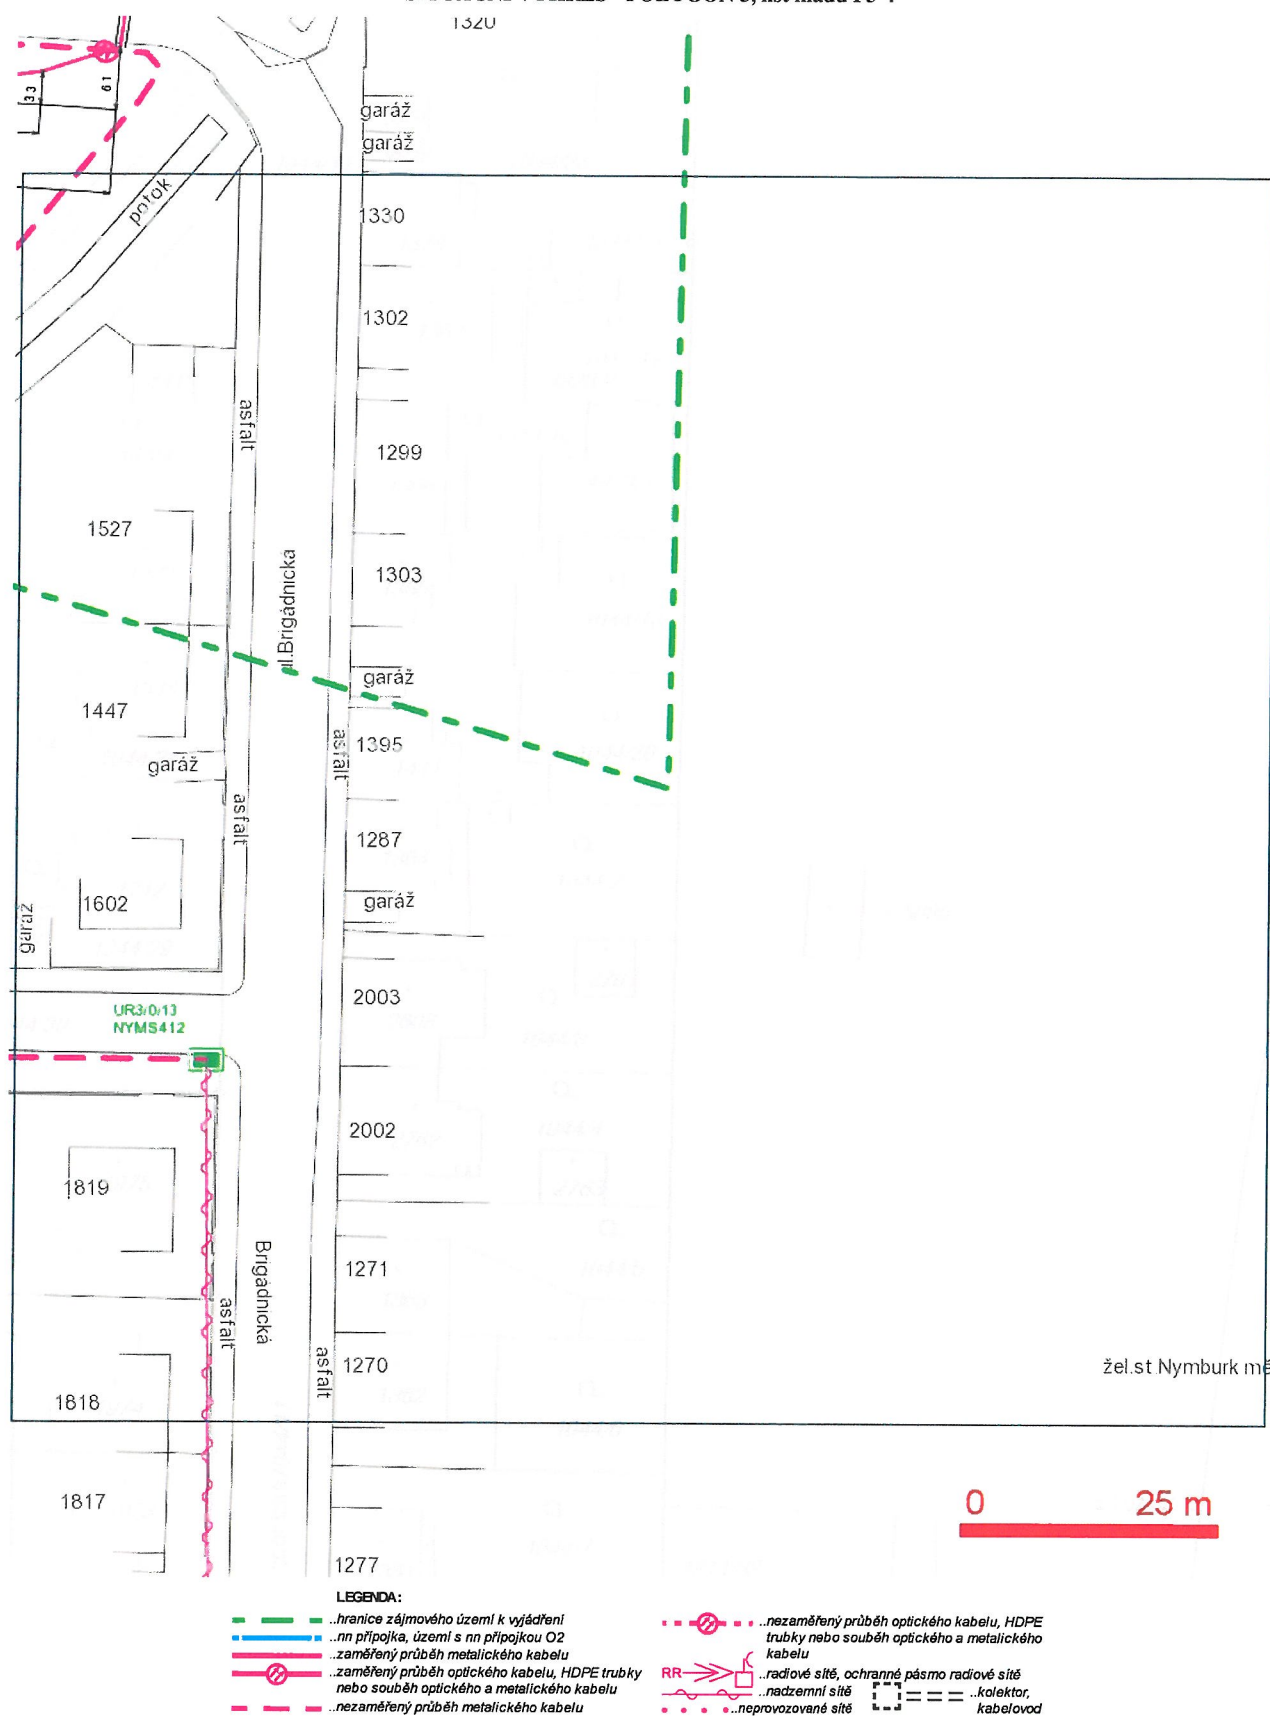 1320
33
61
garáž
garáž
potok
1330
1302
asfalt
1299
1527
1303
ul.Brigádnická
garáž
1447
1395
asfalt
garáž
asfalt
1287
1602
garáž
garáž
2003
UR3/0/13
NYMS412
2002
1819
Brigádnická
1271
asfalt
1270
asfalt
žel.st Nymburk mě
1818
1817
0 25 m
1277
LEGENDA:
..hranice zájmového území k vyjádření
..nn přípojka, území s nn přípojkou O2
..zaměřený průběh metalického kabelu
..zaměřený průběh optického kabelu, HDPE trubky
nebo souběh optického a metalického kabelu
..nezaměřený průběh metalického kabelu
..nezaměřený průběh optického kabelu, HDPE
trubky nebo souběh optického a metalického
kabelu
RR ..radiové sítě, ochranné pásmo radiové sítě
..nadzemní sítě
..kolektor,
kabelovod
..neprovozované sítě